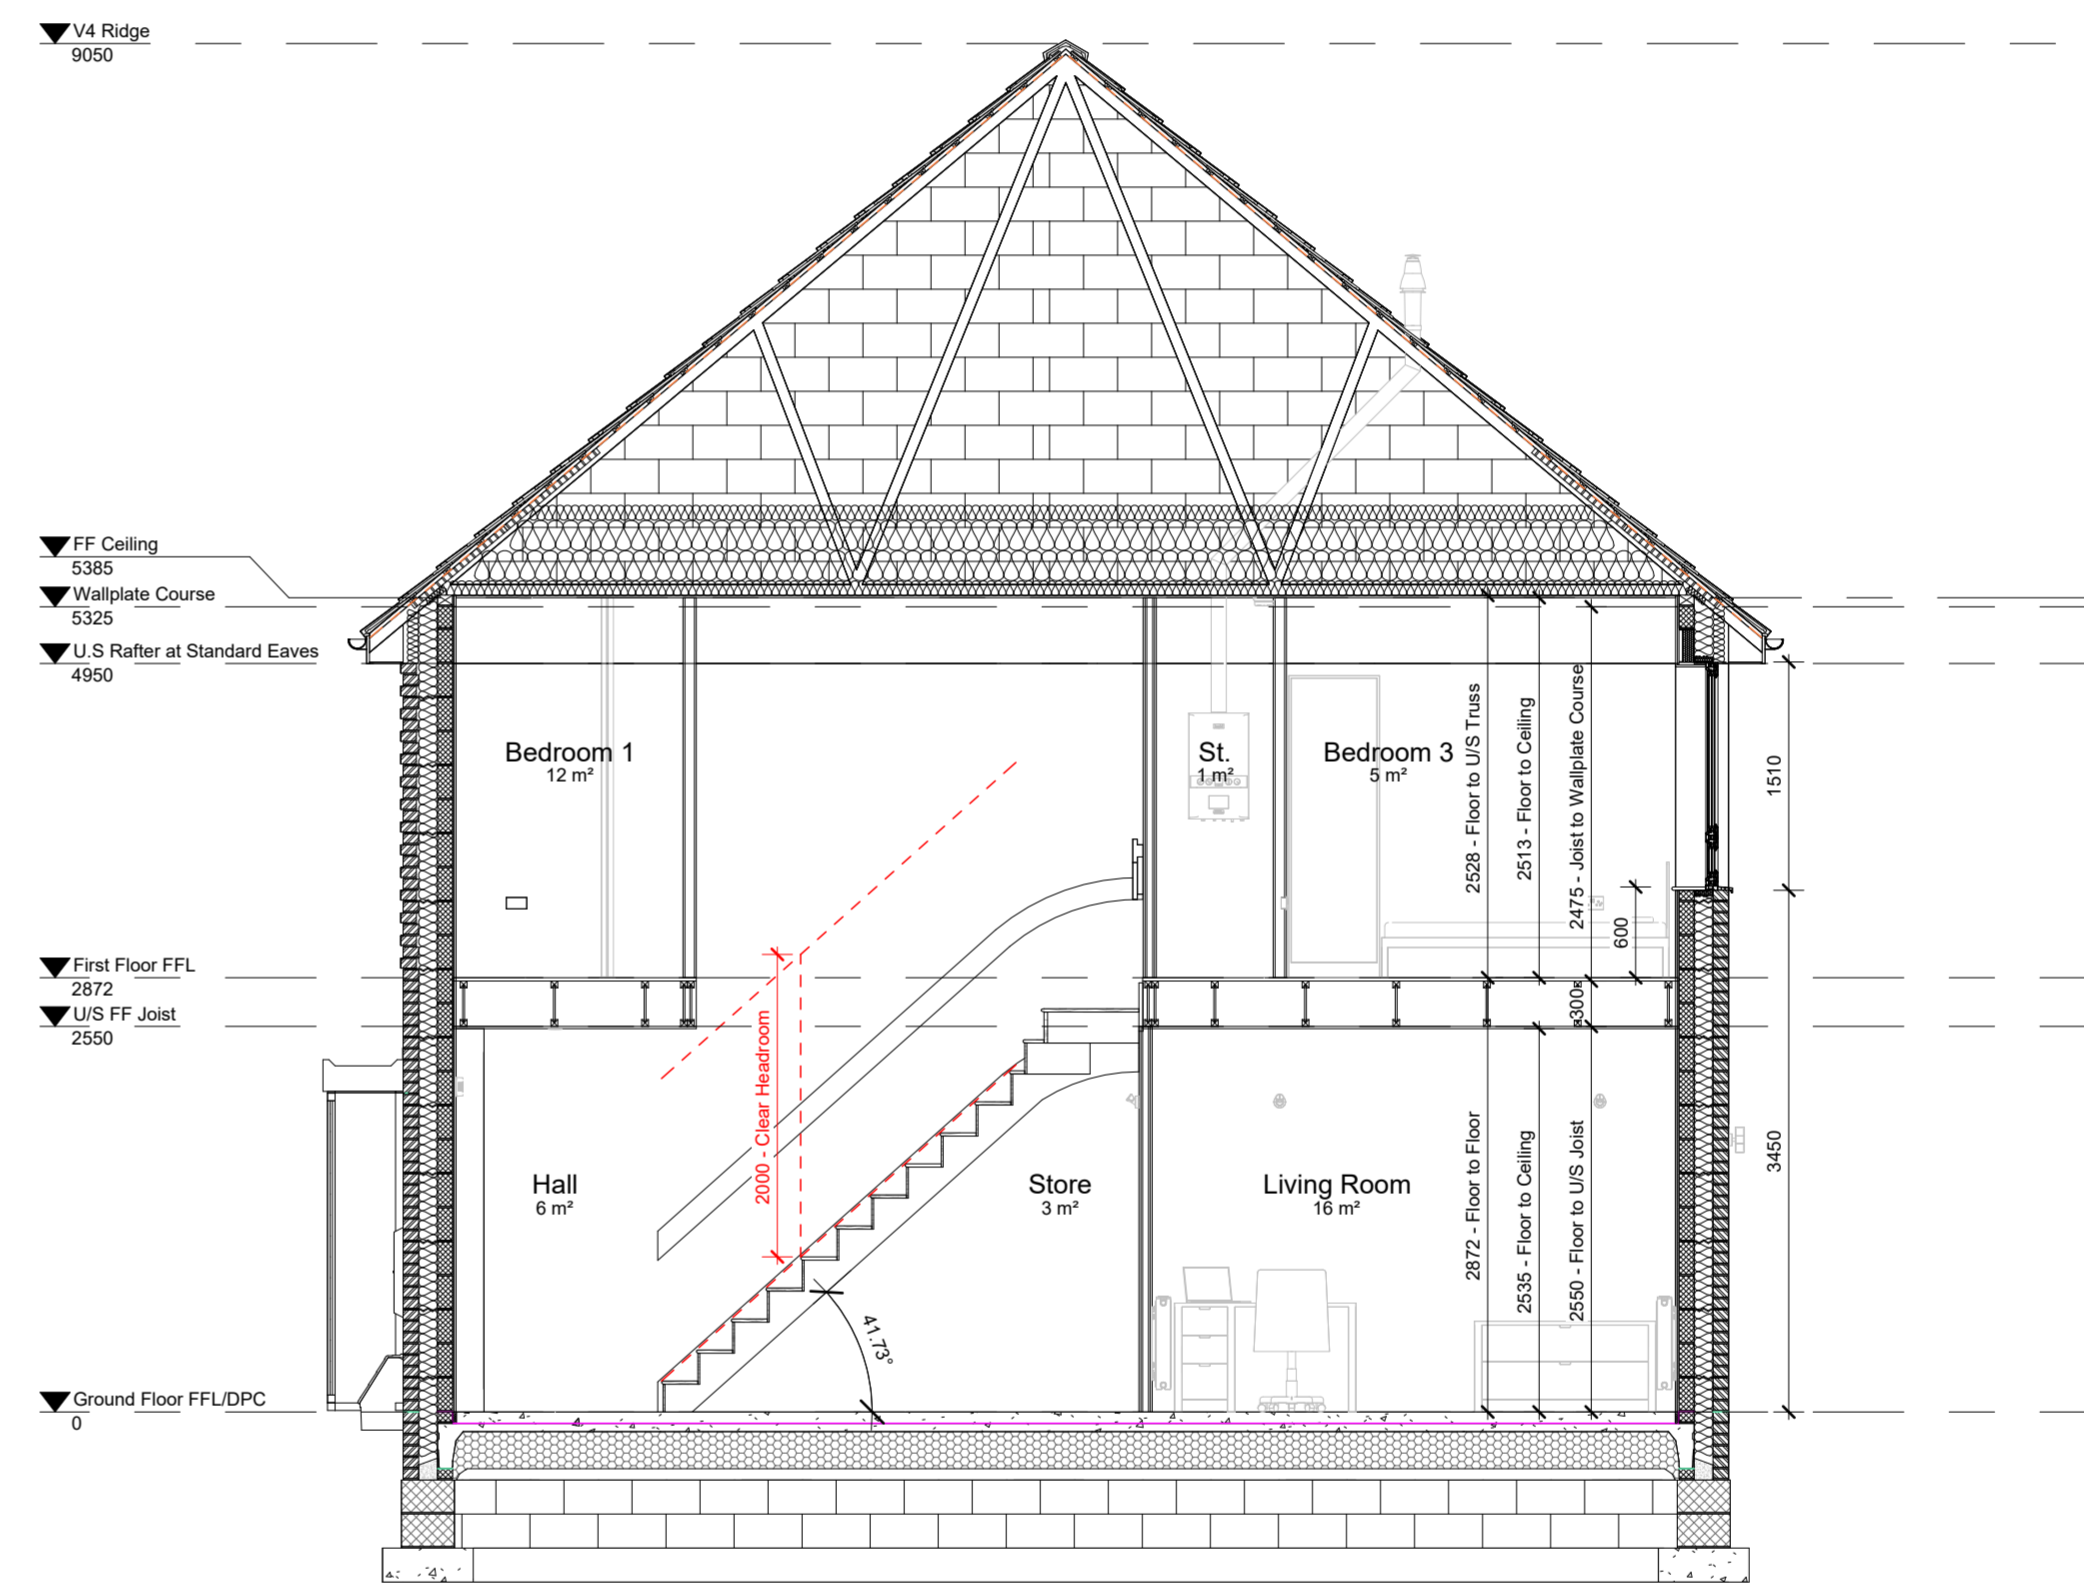 V4 Ridge
9050
FF Ceiling
5385
Wallplate Course
5325
U.S Rafter at Standard Eaves
4950
Bedroom 1
12 m²
St.
1 m²
Bedroom 3
5 m²
2528 - Floor to U/S Truss
2513 - Floor to Ceiling
2475 - Joist to Wallplate Course
600
1510
First Floor FFL
2872
U/S FF Joist
2550
300
2000 - Clear Headroom
Hall
6 m²
Store
3 m²
Living Room
16 m²
2872 - Floor to Floor
2535 - Floor to Ceiling
2550 - Floor to U/S Joist
3450
41.73°
Ground Floor FFL/DPC
0